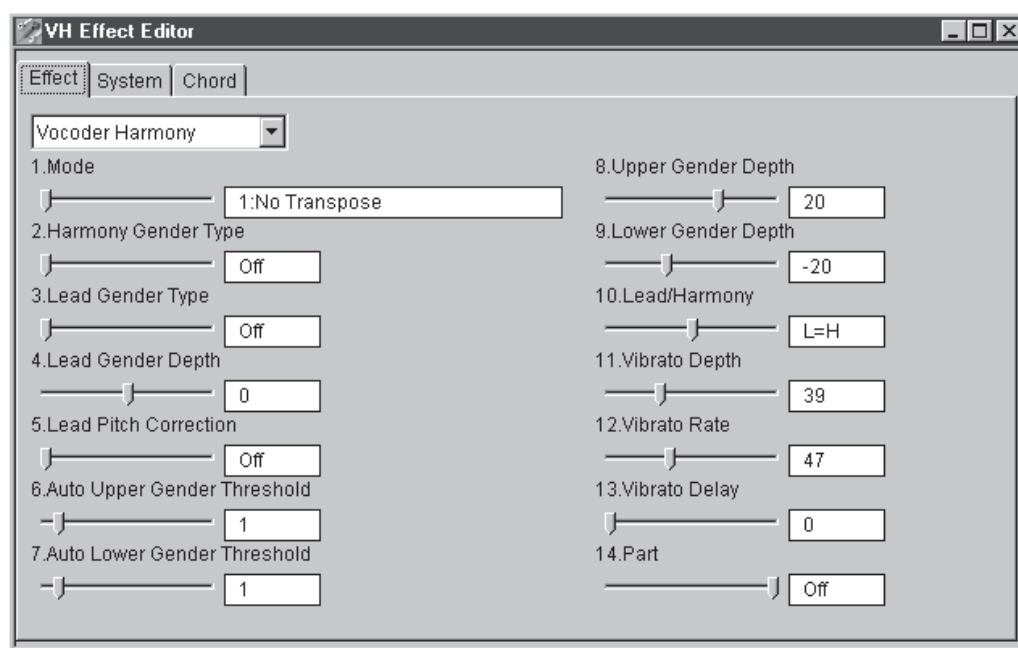 VH Effect Editor
Effect System Chord
Vocoder Harmony
1.Mode
1:No Transpose
2.Harmony Gender Type
Off
3.Lead Gender Type
Off
4.Lead Gender Depth
0
5.Lead Pitch Correction
Off
6.Auto Upper Gender Threshold
1
7.Auto Lower Gender Threshold
1
8.Upper Gender Depth
20
9.Lower Gender Depth
-20
10.Lead/Harmony
L=H
11.Vibrato Depth
39
12.Vibrato Rate
47
13.Vibrato Delay
0
14.Part
Off